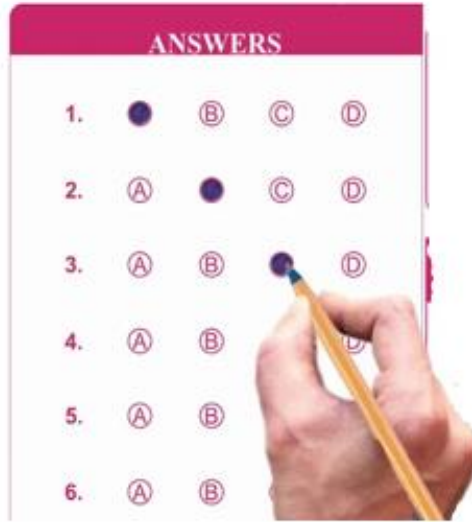 ANSWERS
1. Ⓑ Ⓒ Ⓓ
2. Ⓐ Ⓒ Ⓓ
3. Ⓐ Ⓑ Ⓓ
4. Ⓐ Ⓑ Ⓓ
5. Ⓐ Ⓑ
6. Ⓐ Ⓑ